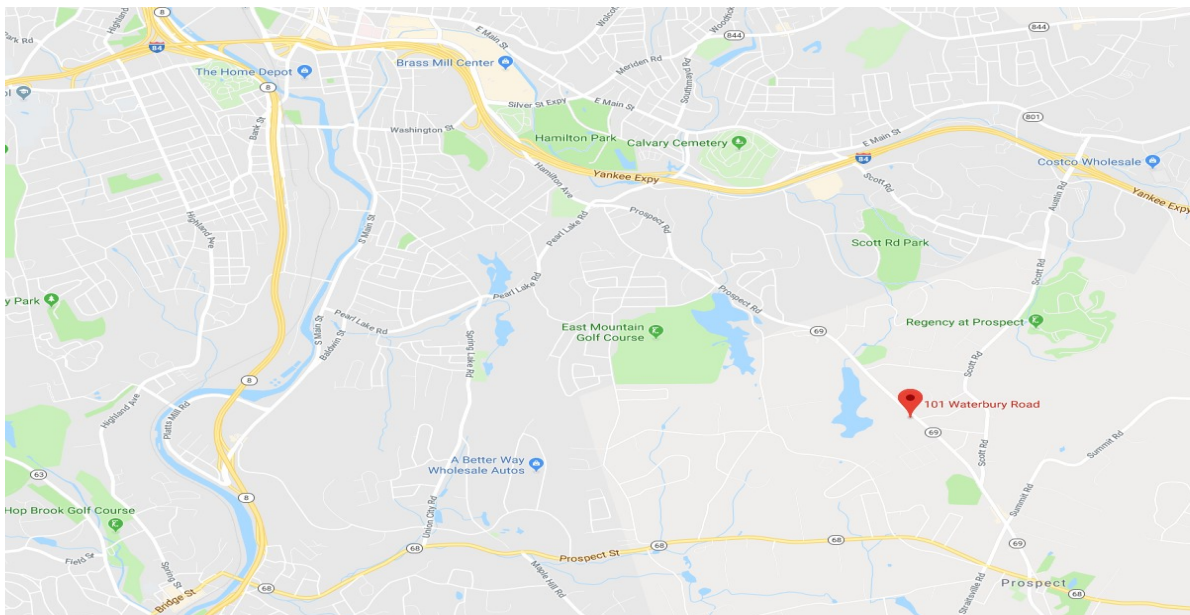 8
Highland
E Main St
Wolcot
Woodtick
844
844
Park Rd
84
The Home Depot
Brass Mill Center
Meriden Rd
Southmayd Rd
8
Silver St Expy
E Main St
Bank St
Washington St
Hamilton Park
Calvary Cemetery
E Main St
801
84
Costco Wholesale
Hamilton Ave
Yankee Expy
Scott Rd
Austin Rd
Yankee Expy
Highland Ave
S Main St
Pearl Lake Rd
Prospect Rd
Scott Rd Park
Scott Rd
y Park
Pearl Lake Rd
Prospect Rd
Pearl Lake Rd
S Main St
Baldwin St
Spring Lake Rd
East Mountain
Golf Course
69
Regency at Prospect
Scott Rd
8
Highland Ave
Platts Mill Rd
101 Waterbury Road
69
Scott Rd
Summit Rd
63
A Better Way
Wholesale Autos
8
Summit Rd
Hop Brook Golf Course
Union City Rd
Field St
Spring St
68
Prospect St
68
68
69
Bridge St
68
Maple Hill Rd
Straitsville Rd
Prospect
68